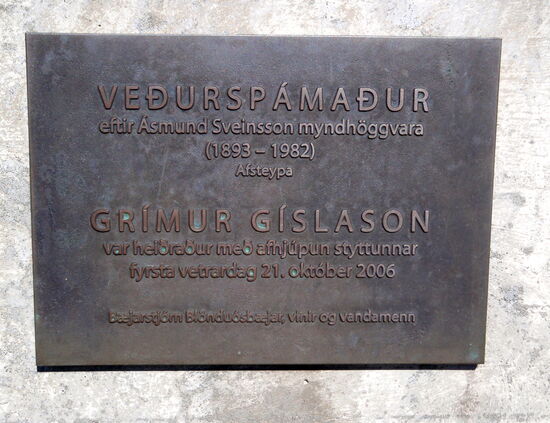 VEÐURSPÁMAÐUR
eftir Ásmund Sveinsson myndhöggvara
(1893 – 1982)
Afsteypa
GRÍMUR GÍSLASON
var heiðraður með afhjúpun styttunnar
fyrsta vetrardag 21. október 2006
Bæjarstjórn Blönduósbæjar, vinir og vandamenn